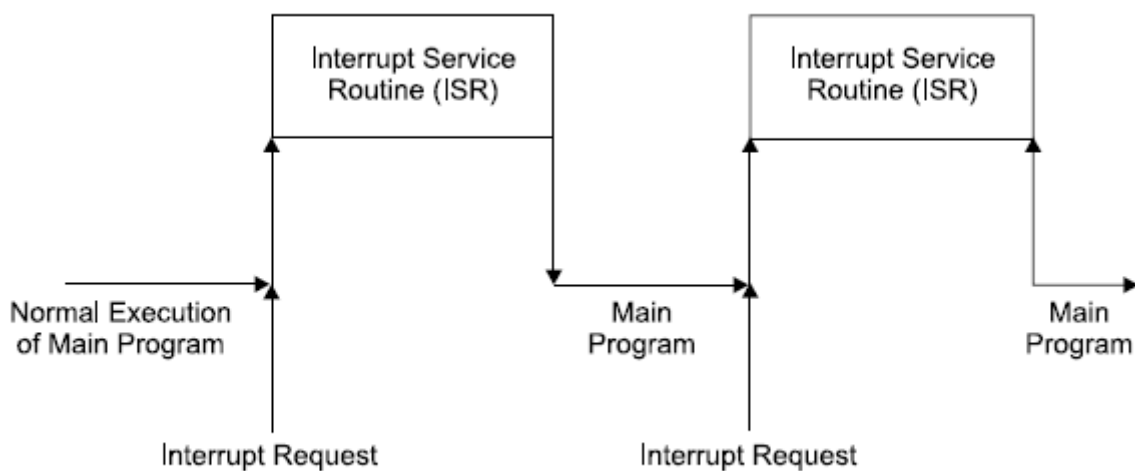 Interrupt Service
Routine (ISR)
Interrupt Service
Routine (ISR)
Normal Execution
of Main Program
Main
Program
Main
Program
Interrupt Request
Interrupt Request